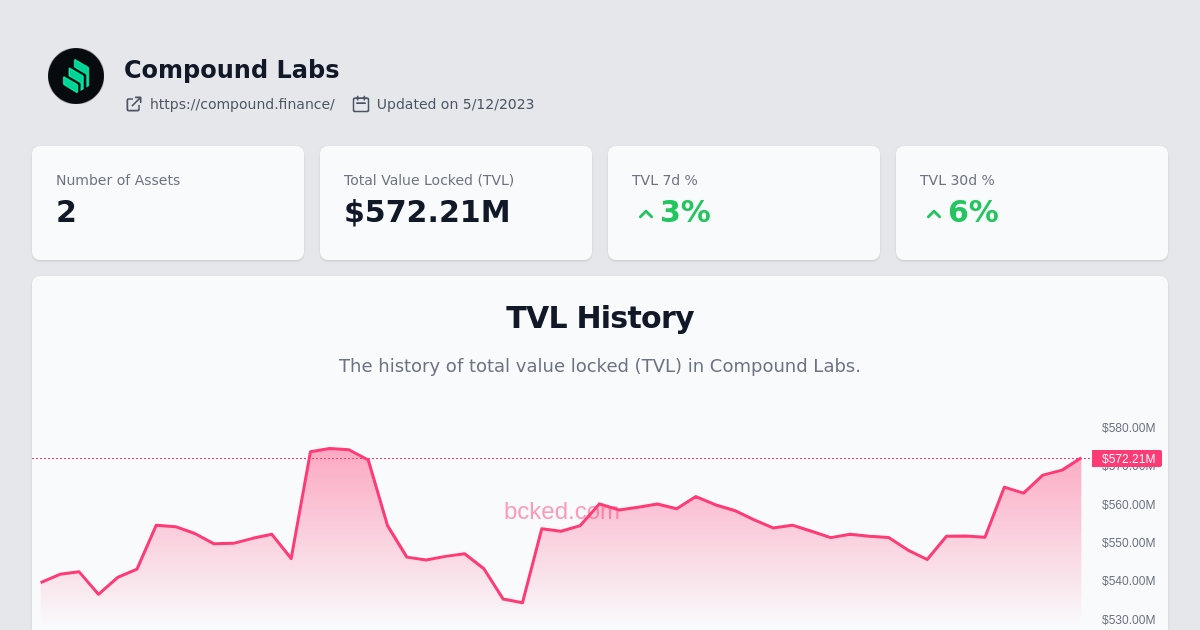 Compound Labs
https://compound.finance/ Updated on 5/12/2023
Number of Assets
2
Total Value Locked (TVL)
$572.21M
TVL 7d %
3%
TVL 30d %
6%
TVL History
The history of total value locked (TVL) in Compound Labs.
$580.00M
$572.21M
$570.00M
$560.00M
bcked.com
$550.00M
$540.00M
$530.00M